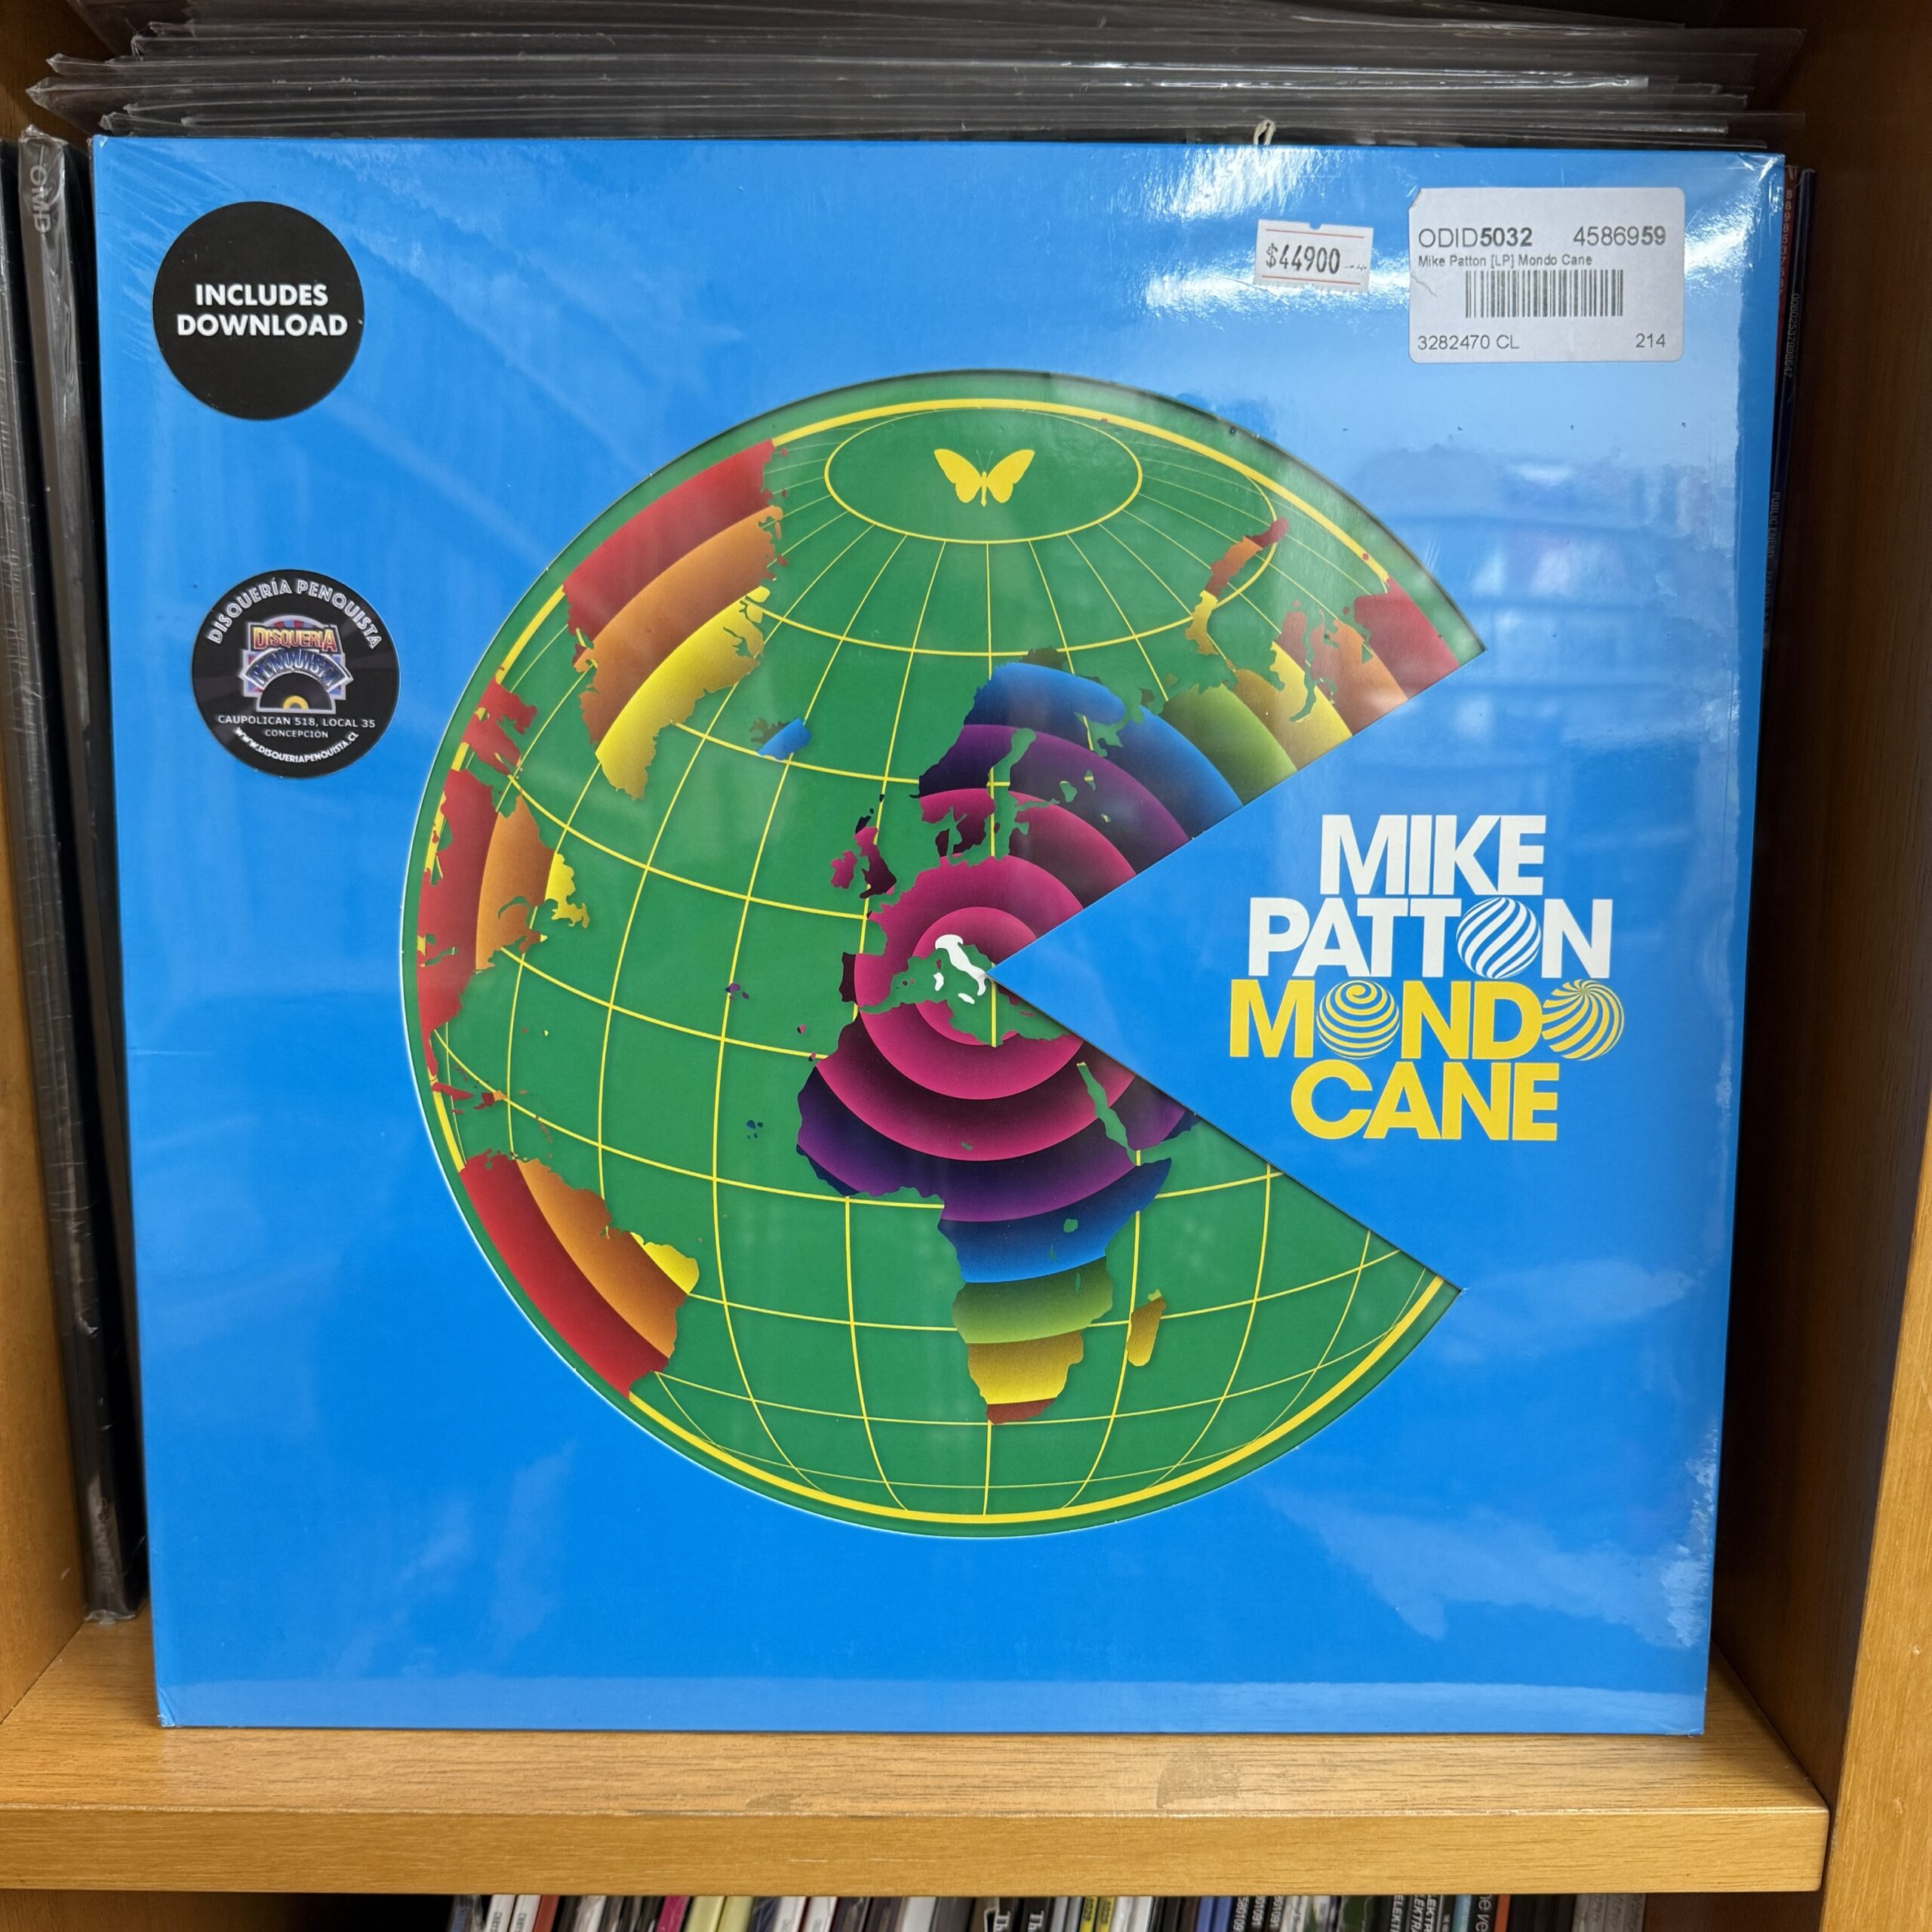 INCLUDES
DOWNLOAD
$44900
ODID5032 4586959
Mike Patton [LP] Mondo Cane
3282470 CL 214
DISQUERÍA PENQUISTA
DISQUERIA
PENQUISTA
CAUPOLICAN 518, LOCAL 35
CONCEPCIÓN
WWW.DISQUERIAPENQUISTA.CL
MIKE
PATTON
MONDO
CANE